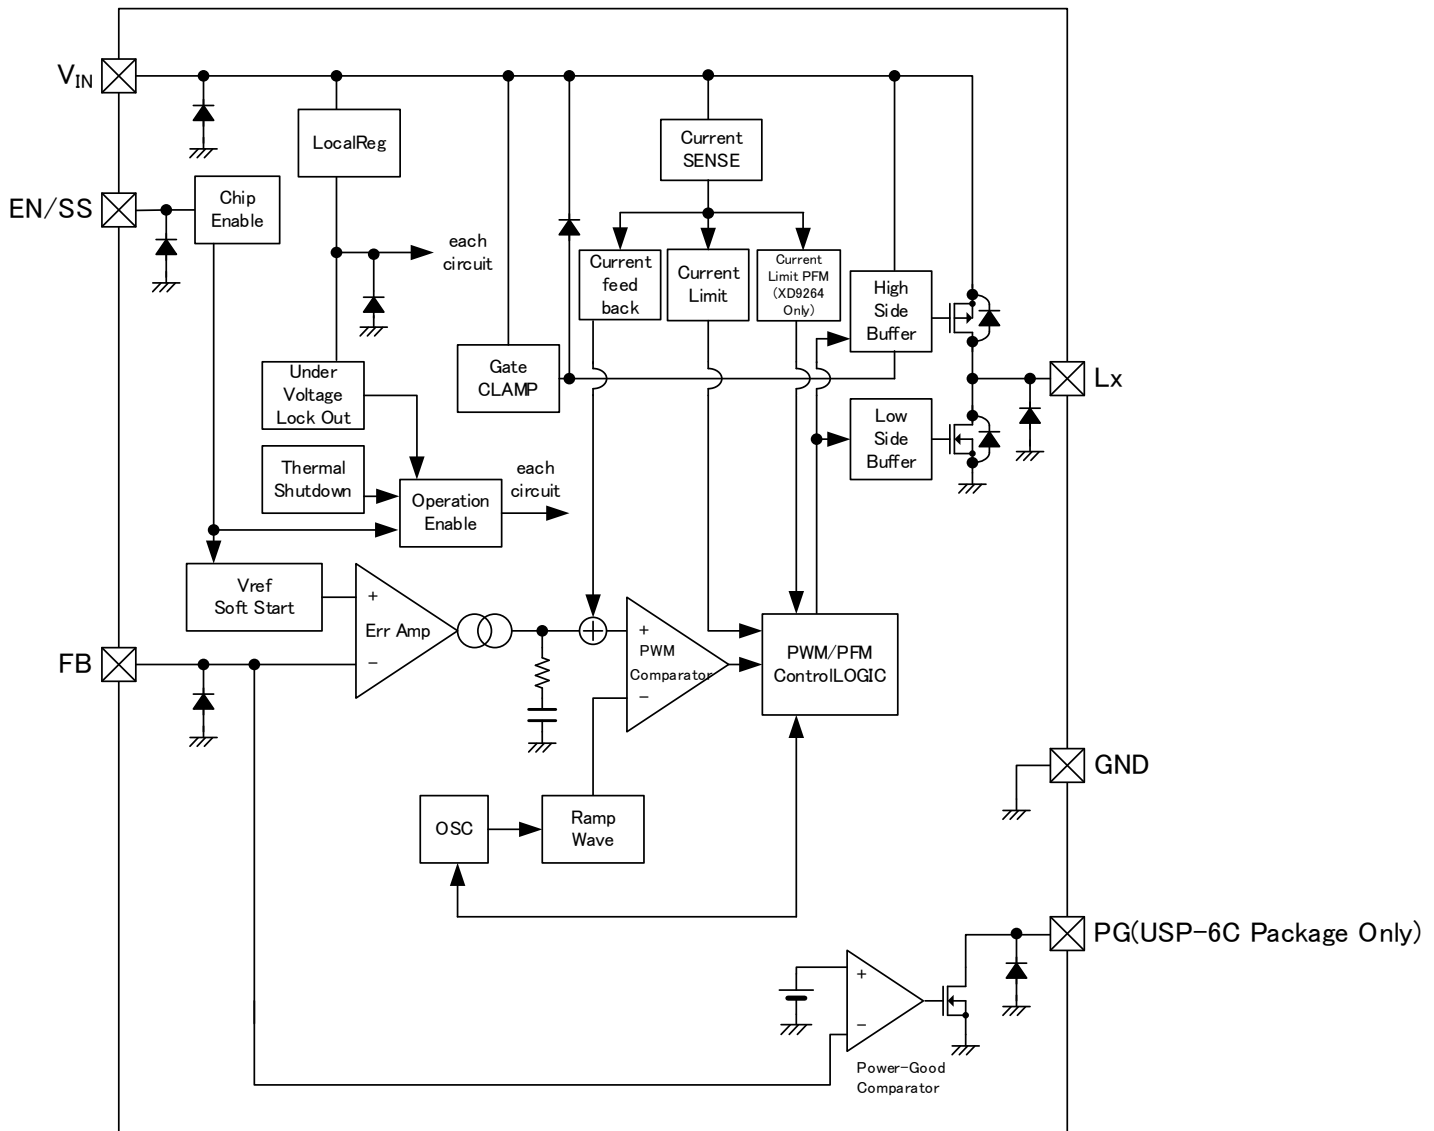 VIN
LocalReg
Current
SENSE
EN/SS
Chip
Enable
each
circuit
Current
feed
back
Current
Limit
Current
Limit PFM
(XD9264
Only)
High
Side
Buffer
Under
Voltage
Lock Out
Gate
CLAMP
Lx
Low
Side
Buffer
Thermal
Shutdown
Operation
Enable
each
circuit
Vref
Soft Start
+
Err Amp
−
+
PWM
Comparator
−
PWM/PFM
ControlLOGIC
FB
GND
OSC
Ramp
Wave
PG(USP-6C Package Only)
+
−
Power-Good
Comparator